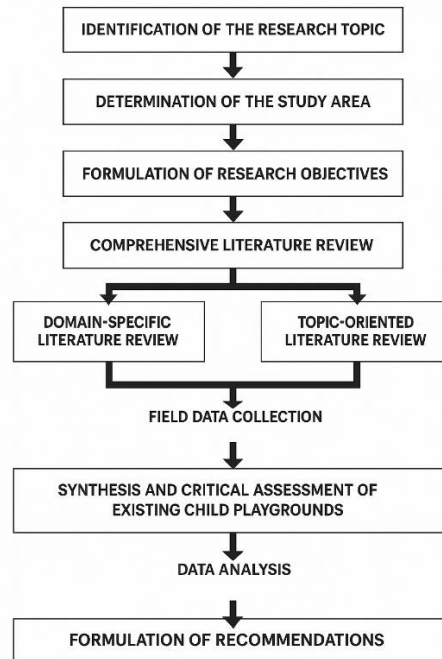 IDENTIFICATION OF THE RESEARCH TOPIC
DETERMINATION OF THE STUDY AREA
FORMULATION OF RESEARCH OBJECTIVES
COMPREHENSIVE LITERATURE REVIEW
DOMAIN-SPECIFIC
LITERATURE REVIEW
TOPIC-ORIENTED
LITERATURE REVIEW
FIELD DATA COLLECTION
SYNTHESIS AND CRITICAL ASSESSMENT OF
EXISTING CHILD PLAYGROUNDS
DATA ANALYSIS
FORMULATION OF RECOMMENDATIONS